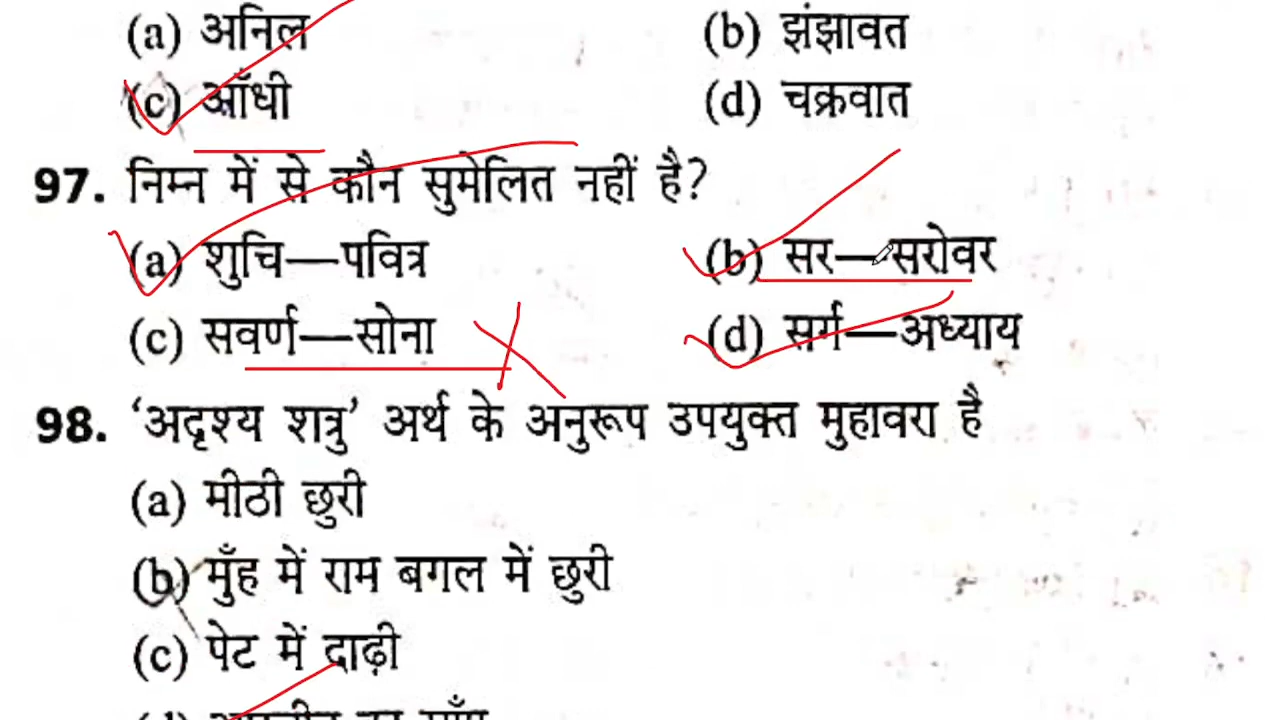 (a) अनिल (b) झंझावत
(c) आँधी (d) चक्रवात
97. निम्न में से कौन सुमेलित नहीं है?
(a) शुचि—पवित्र (b) सर—सरोवर
(c) सवर्ण—सोना (d) सर्ग—अध्याय
98. ‘अदृश्य शत्रु’ अर्थ के अनुरूप उपयुक्त मुहावरा है
(a) मीठी छुरी
(b) मुँह में राम बगल में छुरी
(c) पेट में दाढ़ी